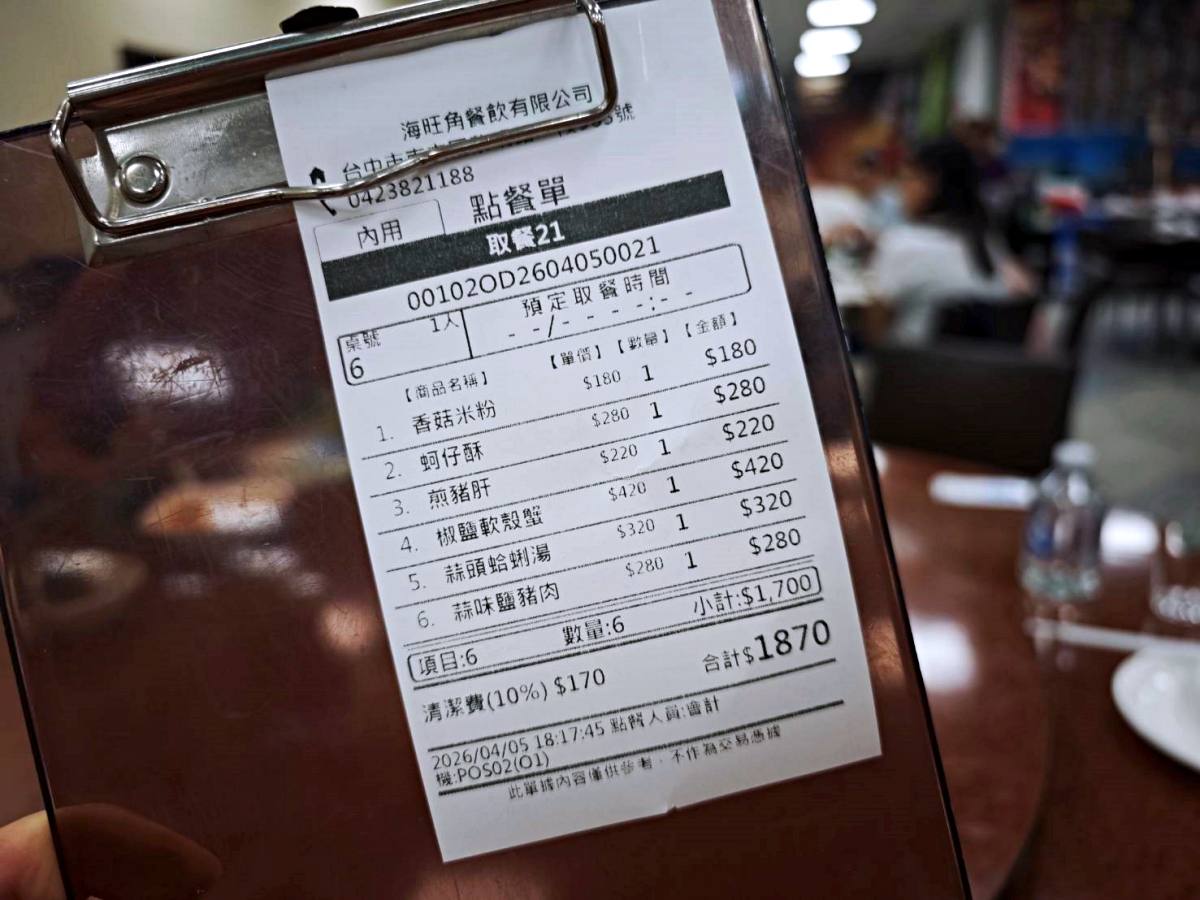 海旺角餐飲有限公司
台中市 號
0423821188
內用 點餐單
取餐21
00102OD2604050021
桌號 1人 預定取餐時間
6 - -/- - - -:- -
【商品名稱】 【單價】 【數量】 【金額】
1. 香菇米粉 $180 1 $180
2. 蚵仔酥 $280 1 $280
3. 煎豬肝 $220 1 $220
4. 椒鹽軟殼蟹 $420 1 $420
5. 蒜頭蛤蜊湯 $320 1 $320
6. 蒜味鹽豬肉 $280 1 $280
項目:6 數量:6 小計:$1,700
清潔費(10%) $170 合計$1870
2026/04/05 18:17:45 點餐人員:會計
機:POS02(O1)
此單據內容僅供參考，不作為交易憑據